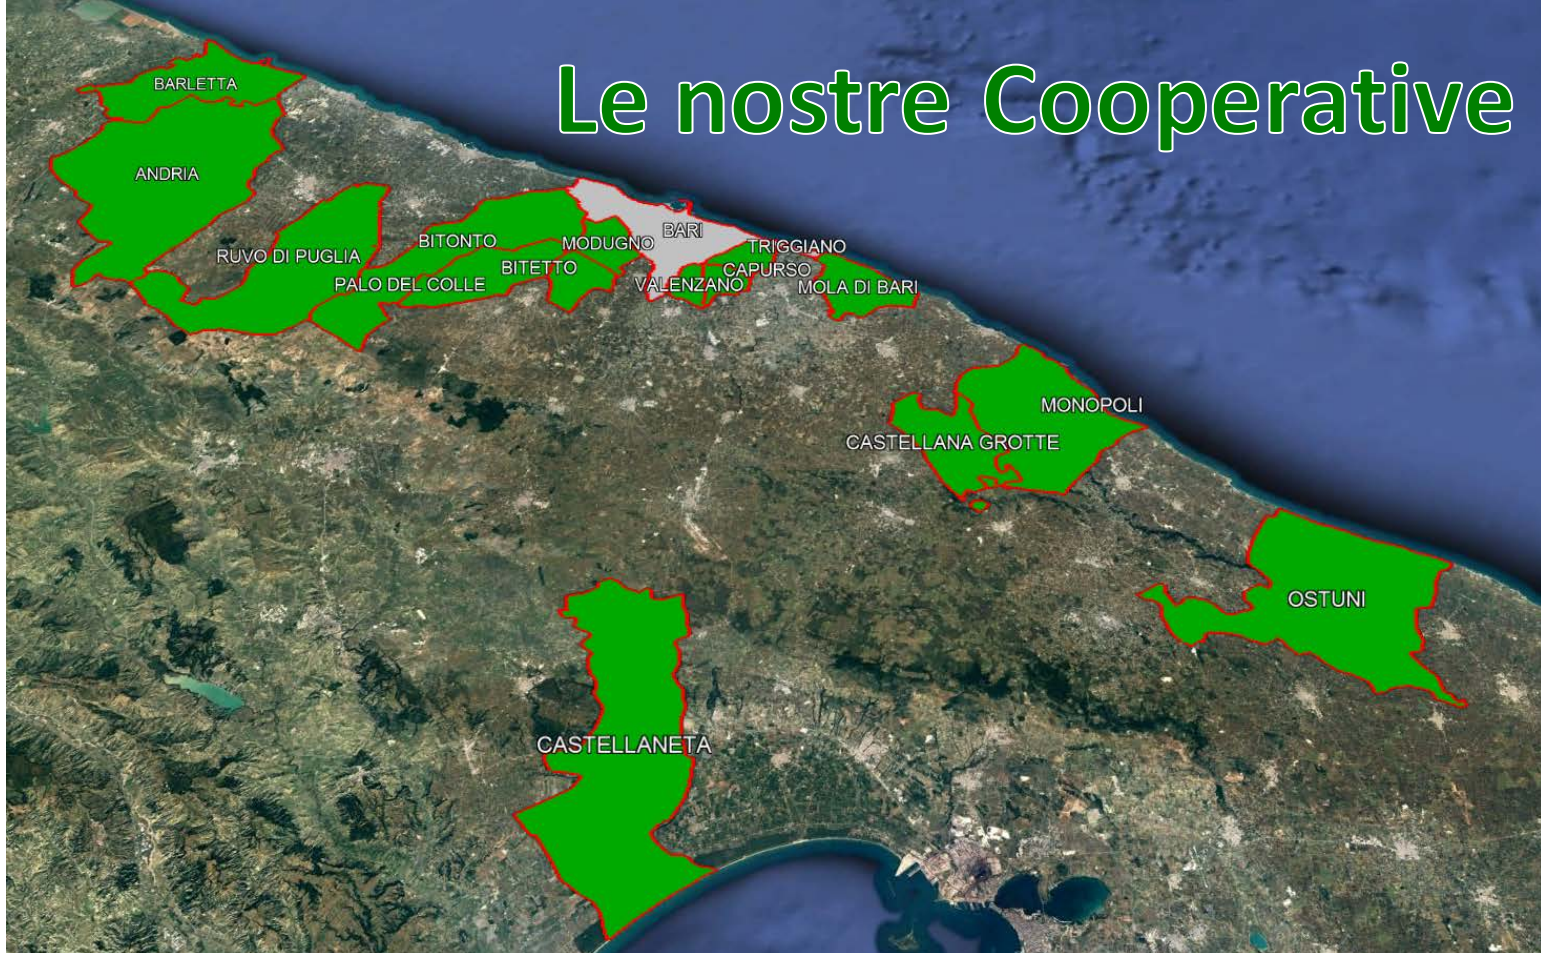 Le nostre Cooperative
BARLETTA
ANDRIA
BARI
BITONTO
MODUGNO
TRIGGIANO
RUVO DI PUGLIA
BITETTO
CAPURSO
PALO DEL COLLE
VALENZANO
MOLA DI BARI
MONOPOLI
CASTELLANA GROTTE
OSTUNI
CASTELLANETA